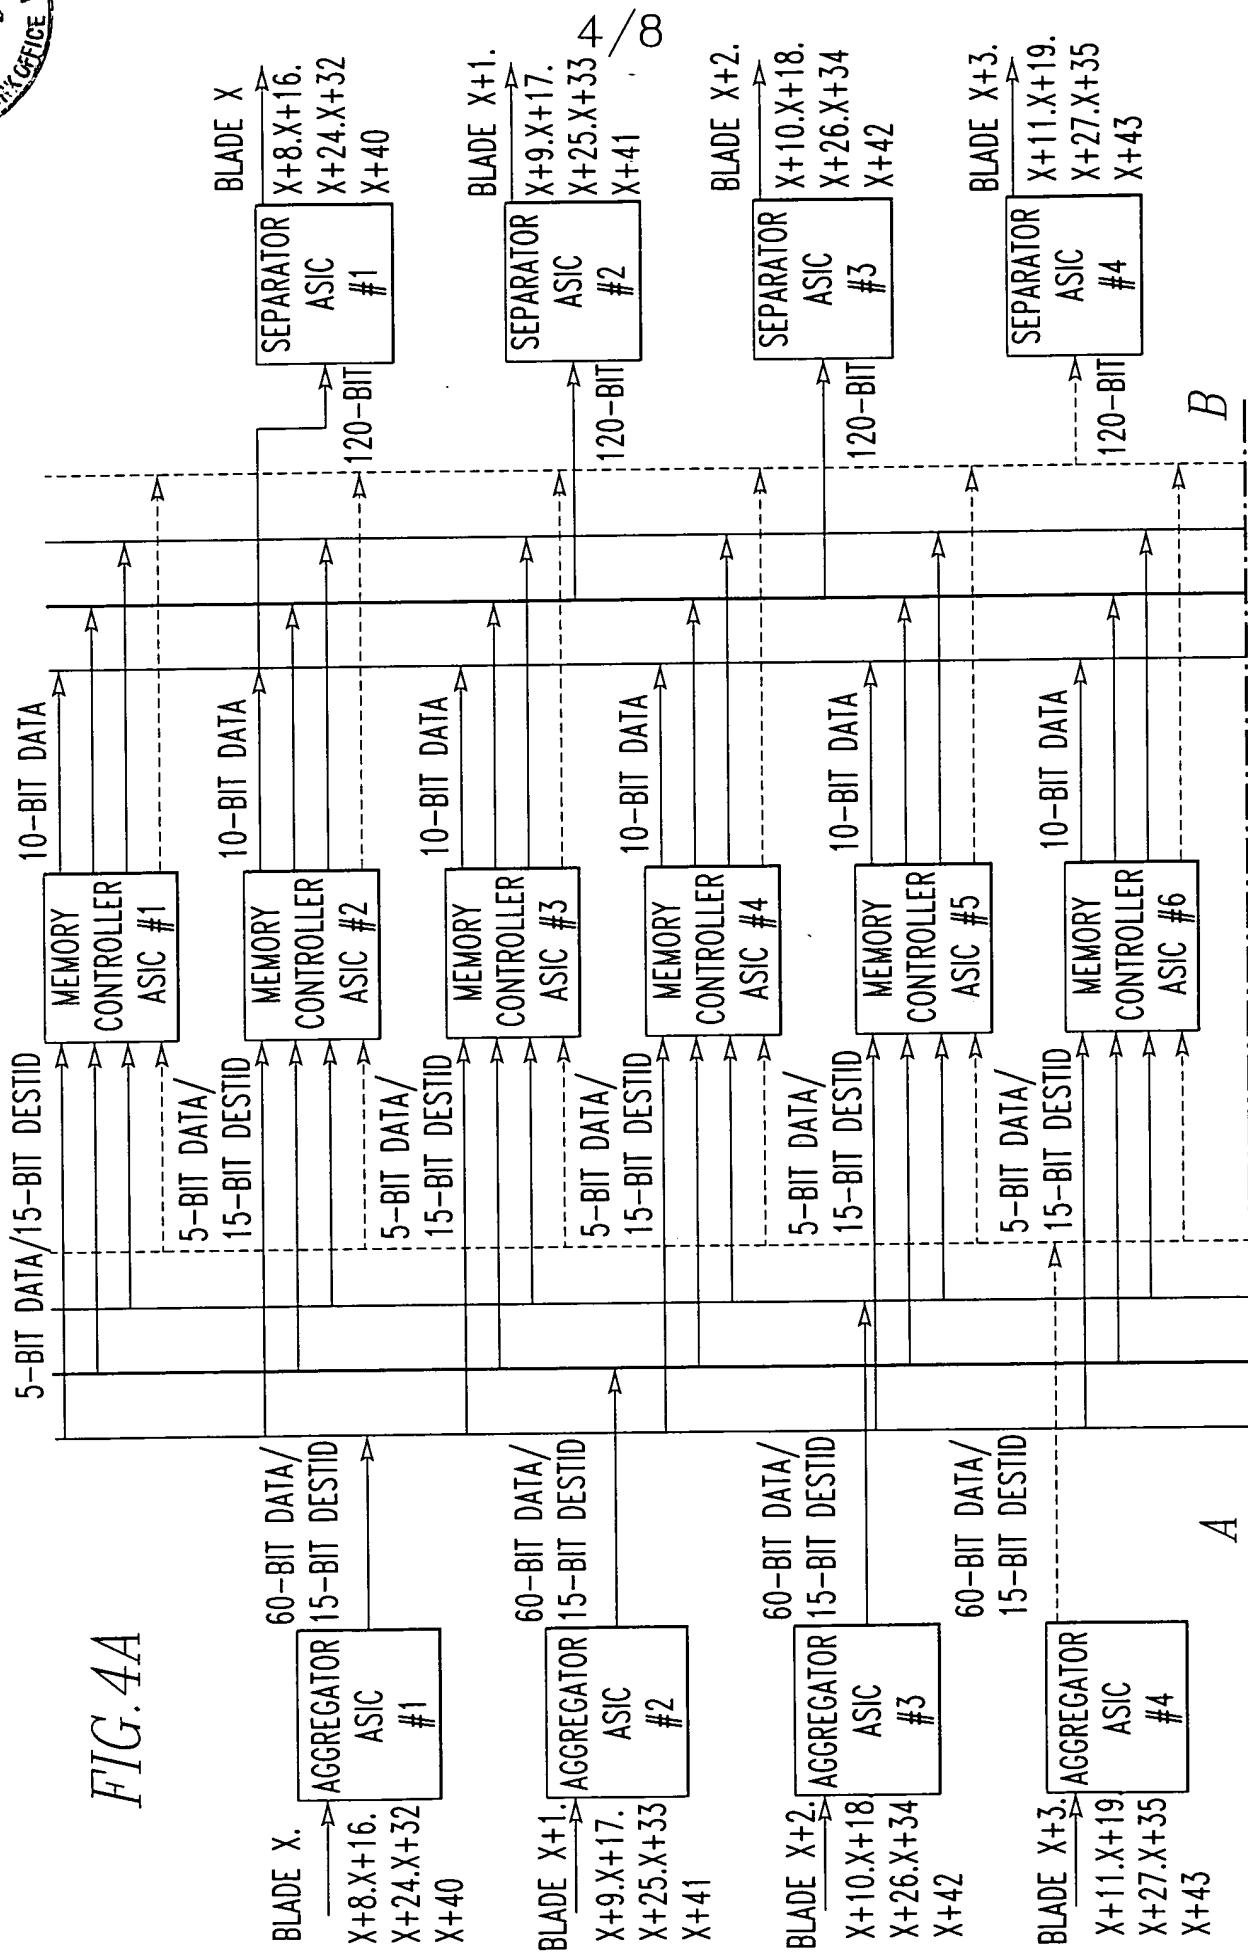 4/8
FIG.4A
BLADE X.
X+8.X+16.
X+24.X+32
X+40
AGGREGATOR
ASIC
#1
60-BIT DATA/
15-BIT DESTID
BLADE X+1.
X+9.X+17.
X+25.X+33
X+41
AGGREGATOR
ASIC
#2
60-BIT DATA/
15-BIT DESTID
BLADE X+2.
X+10.X+18.
X+26.X+34
X+42
AGGREGATOR
ASIC
#3
60-BIT DATA/
15-BIT DESTID
BLADE X+3.
X+11.X+19.
X+27.X+35
X+43
AGGREGATOR
ASIC
#4
60-BIT DATA/
15-BIT DESTID
A
5-BIT DATA/15-BIT DESTID
MEMORY
CONTROLLER
ASIC #1
10-BIT DATA
5-BIT DATA/
15-BIT DESTID
MEMORY
CONTROLLER
ASIC #2
10-BIT DATA
5-BIT DATA/
15-BIT DESTID
MEMORY
CONTROLLER
ASIC #3
10-BIT DATA
5-BIT DATA/
15-BIT DESTID
MEMORY
CONTROLLER
ASIC #4
10-BIT DATA
5-BIT DATA/
15-BIT DESTID
MEMORY
CONTROLLER
ASIC #5
10-BIT DATA
5-BIT DATA/
15-BIT DESTID
MEMORY
CONTROLLER
ASIC #6
10-BIT DATA
120-BIT
SEPARATOR
ASIC
#1
BLADE X
X+8.X+16.
X+24.X+32
X+40
120-BIT
SEPARATOR
ASIC
#2
BLADE X+1.
X+9.X+17.
X+25.X+33
X+41
120-BIT
SEPARATOR
ASIC
#3
BLADE X+2.
X+10.X+18.
X+26.X+34
X+42
120-BIT
SEPARATOR
ASIC
#4
BLADE X+3.
X+11.X+19.
X+27.X+35
X+43
B
OFFICE